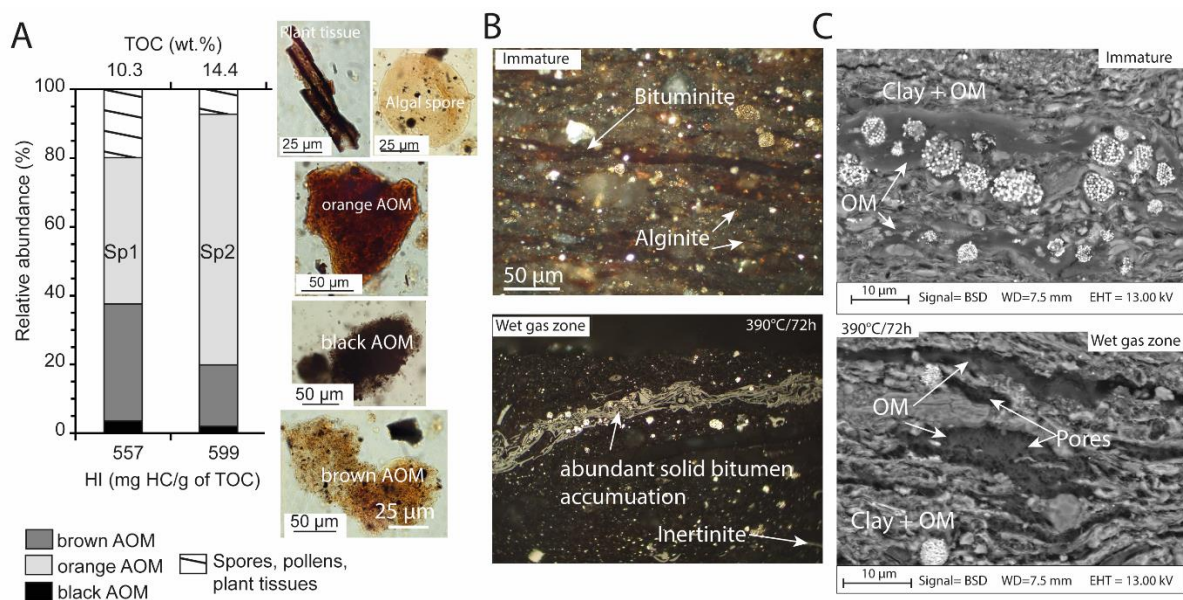 A
TOC (wt.%)
10.3 14.4
100
80
60
40
20
0
Relative abundance (%)
Sp1
Sp2
557 599
HI (mg HC/g of TOC)
brown AOM
orange AOM
black AOM
Spores, pollens,
plant tissues
Plant tissue
25 µm
Algal spore
25 µm
orange AOM
50 µm
black AOM
50 µm
brown AOM
25 µm
50 µm
B
Immature
Bituminite
Alginite
50 µm
Wet gas zone
390°C/72h
abundant solid bitumen
accumuation
Inertinite
C
Immature
Clay + OM
OM
10 µm Signal= BSD WD=7.5 mm EHT = 13.00 kV
390°C/72h
Wet gas zone
OM
Pores
Clay + OM
10 µm Signal= BSD WD=7.5 mm EHT = 13.00 kV